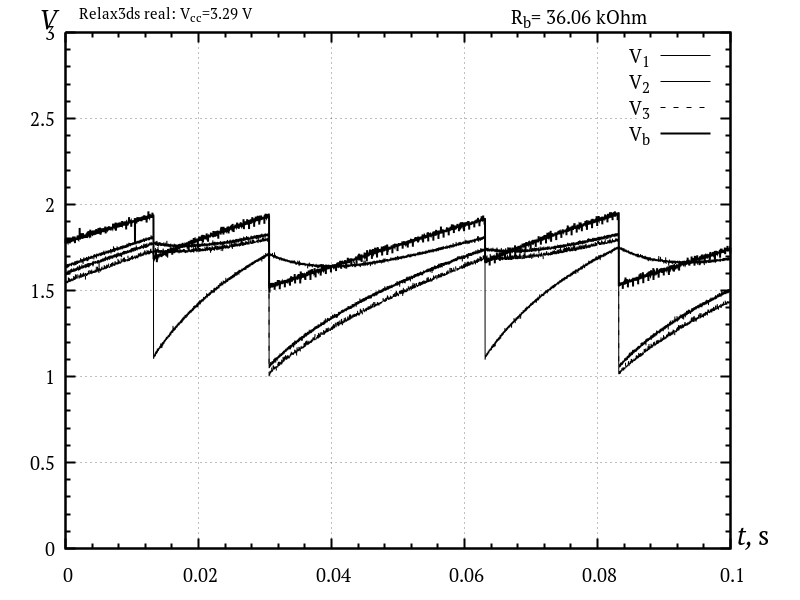 Relax3ds real: Vcc=3.29 V
Rb= 36.06 kOhm
V
3
2.5
2
1.5
1
0.5
0
V1
V2
V3
Vb
0 0.02 0.04 0.06 0.08 0.1
t, s